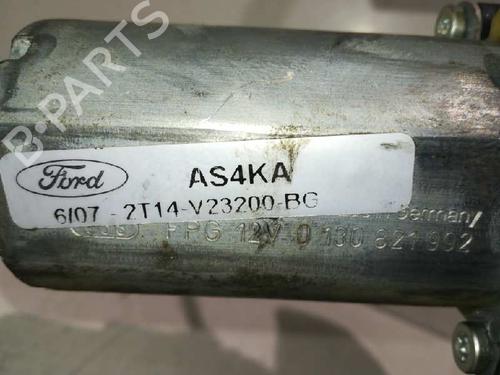 B-PARTS
Ford
AS4KA
6I07 - 2T14-V23200-BG
Germany
FPG 12V 0 130 821 992